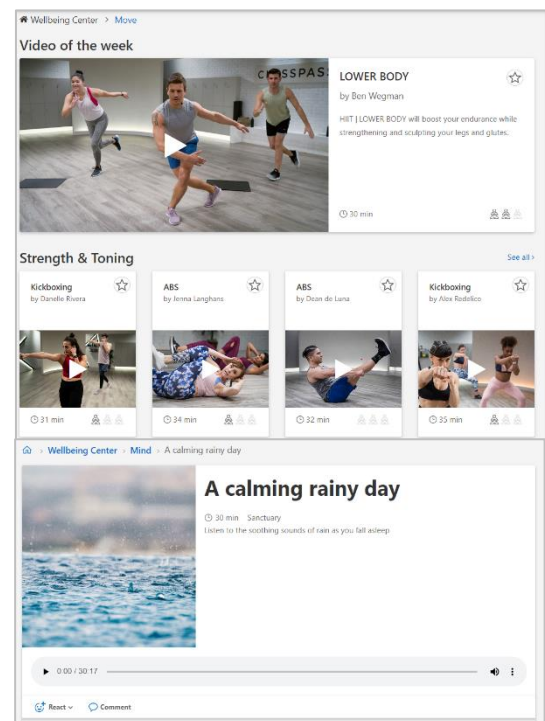 Wellbeing Center > Move
Video of the week
CROSSPASS
LOWER BODY
by Ben Wegman
HIIT | LOWER BODY will boost your endurance while
strengthening and sculpting your legs and glutes.
30 min
Strength & Toning
See all ›
Kickboxing
by Danelle Rivera
31 min
ABS
by Jenna Langhans
34 min
ABS
by Dean de Luna
32 min
Kickboxing
by Alex Redelico
35 min
Wellbeing Center › Mind › A calming rainy day
A calming rainy day
30 min Sanctuary
Listen to the soothing sounds of rain as you fall asleep
0:00 / 30:17
React
Comment